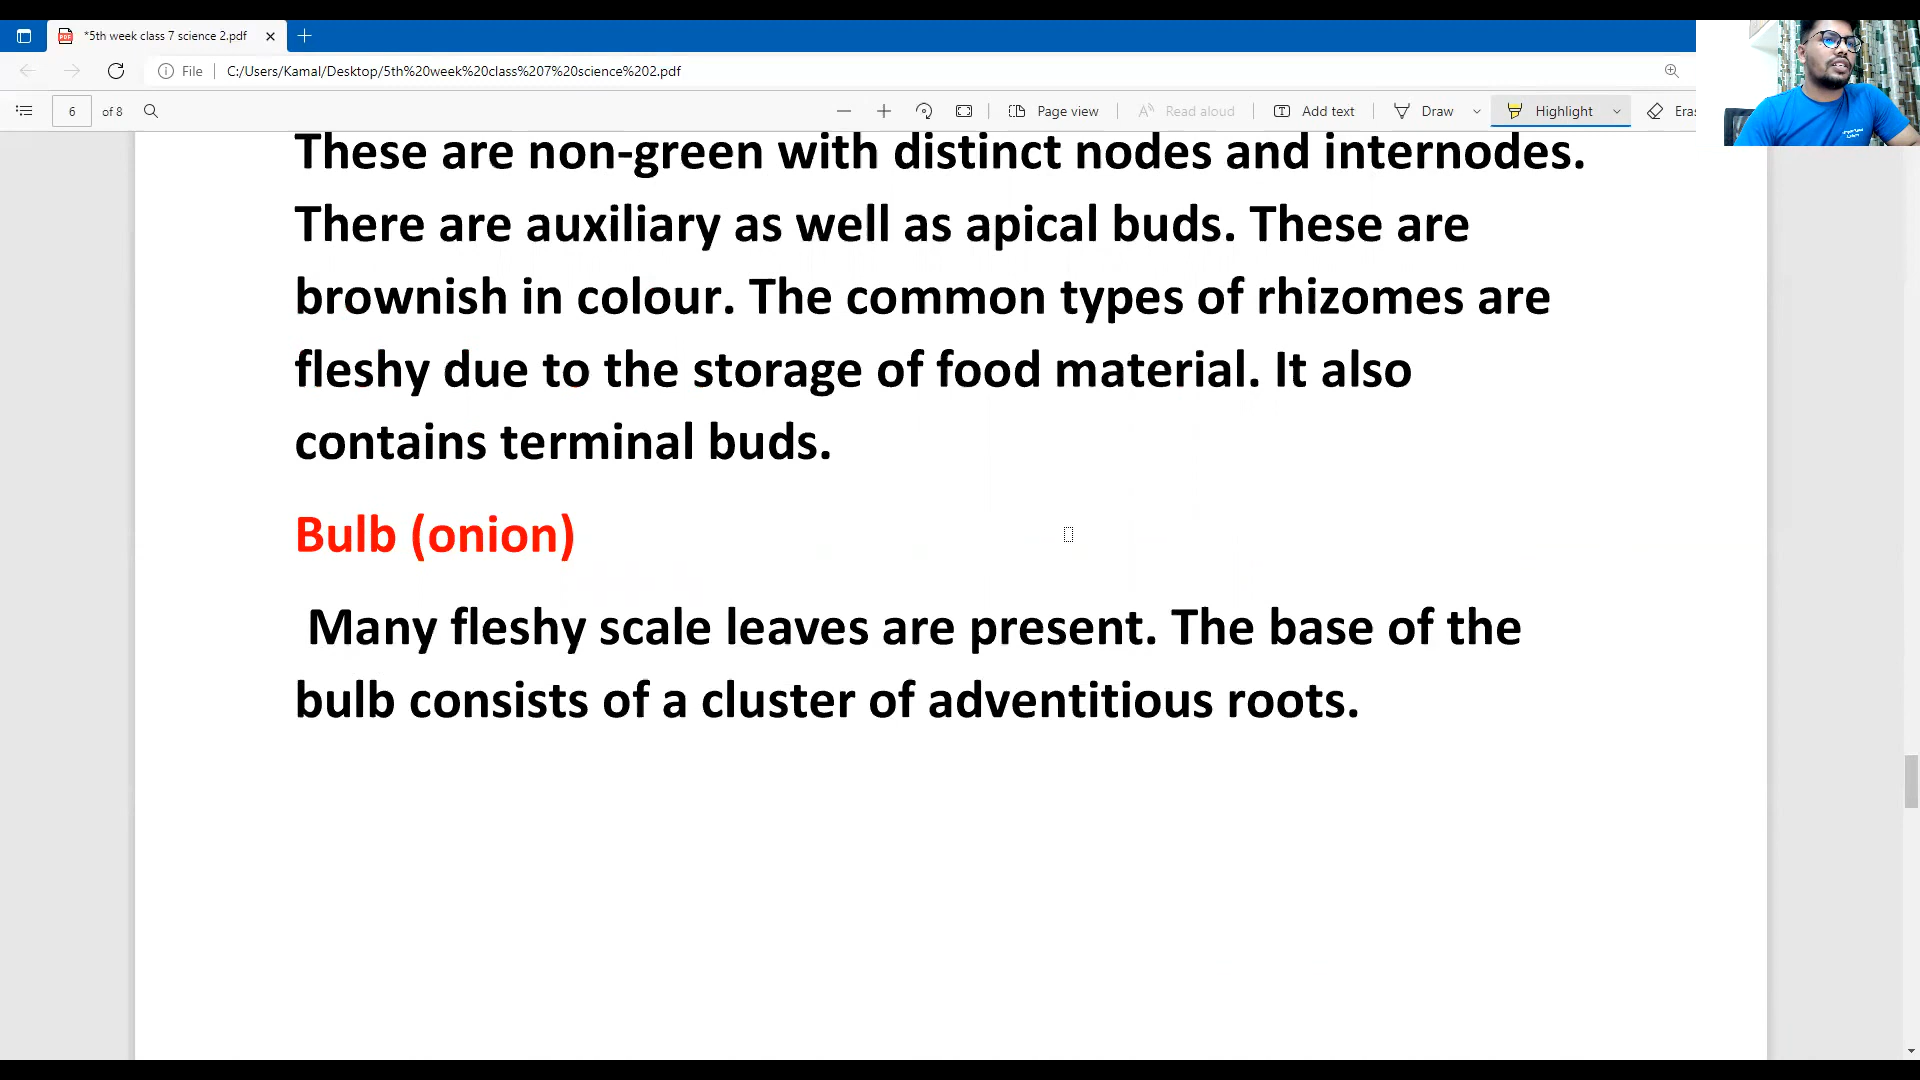 *5th week class 7 science 2.pdf
File C:/Users/Kamal/Desktop/5th%20week%20class%207%20science%202.pdf
6 of 8 Page view Read aloud Add text Draw Highlight Eras
These are non-green with distinct nodes and internodes.
There are auxiliary as well as apical buds. These are
brownish in colour. The common types of rhizomes are
fleshy due to the storage of food material. It also
contains terminal buds.
Bulb (onion)
Many fleshy scale leaves are present. The base of the
bulb consists of a cluster of adventitious roots.